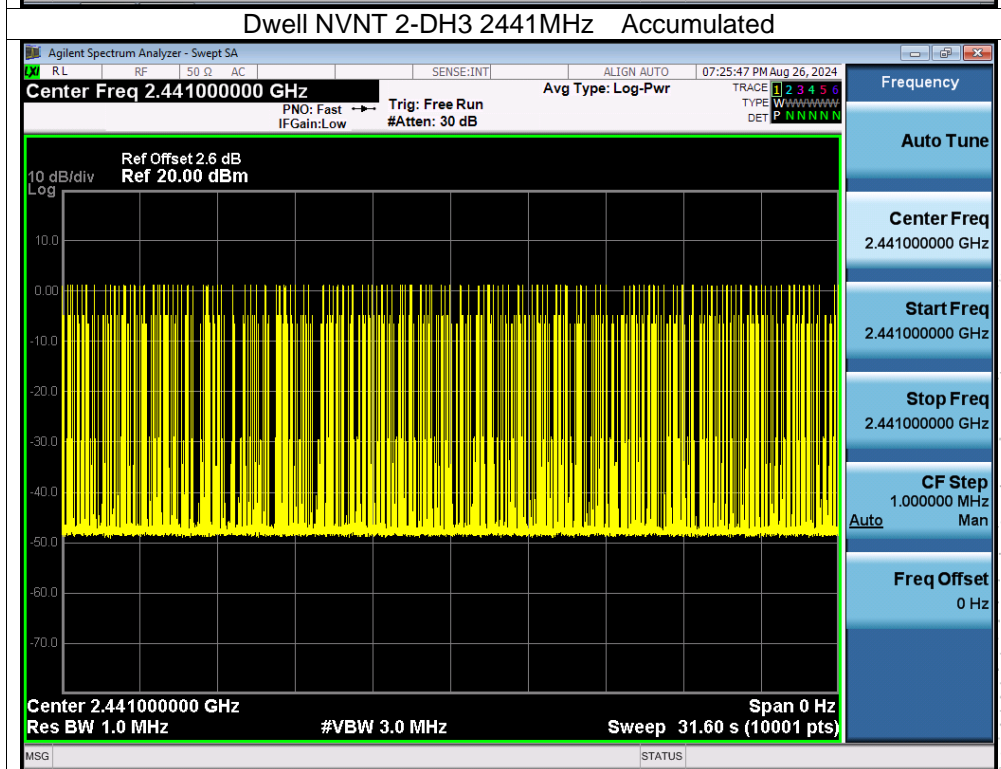 Dwell NVNT 2-DH3 2441MHz Accumulated
Agilent Spectrum Analyzer - Swept SA
LXI RL RF 50 Ω AC SENSE:INT ALIGN AUTO 07:25:47 PM Aug 26, 2024
Center Freq 2.441000000 GHz Avg Type: Log-Pwr TRACE 1 2 3 4 5 6
PNO: Fast Trig: Free Run TYPE WWWWWW
IFGain:Low #Atten: 30 dB DET P N N N N N
Ref Offset 2.6 dB
10 dB/div Ref 20.00 dBm
Log
10.0
0.00
-10.0
-20.0
-30.0
-40.0
-50.0
-60.0
-70.0
Center 2.441000000 GHz Span 0 Hz
Res BW 1.0 MHz #VBW 3.0 MHz Sweep 31.60 s (10001 pts)
MSG STATUS
Frequency
Auto Tune
Center Freq
2.441000000 GHz
Start Freq
2.441000000 GHz
Stop Freq
2.441000000 GHz
CF Step
1.000000 MHz
Auto Man
Freq Offset
0 Hz